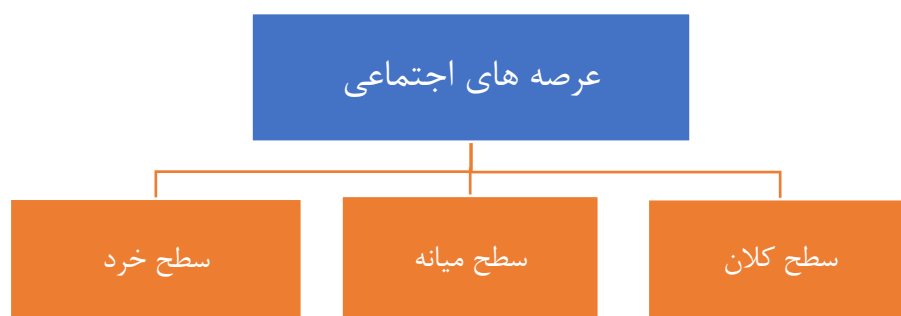 عرصه های اجتماعی
سطح کلان
سطح میانه
سطح خرد